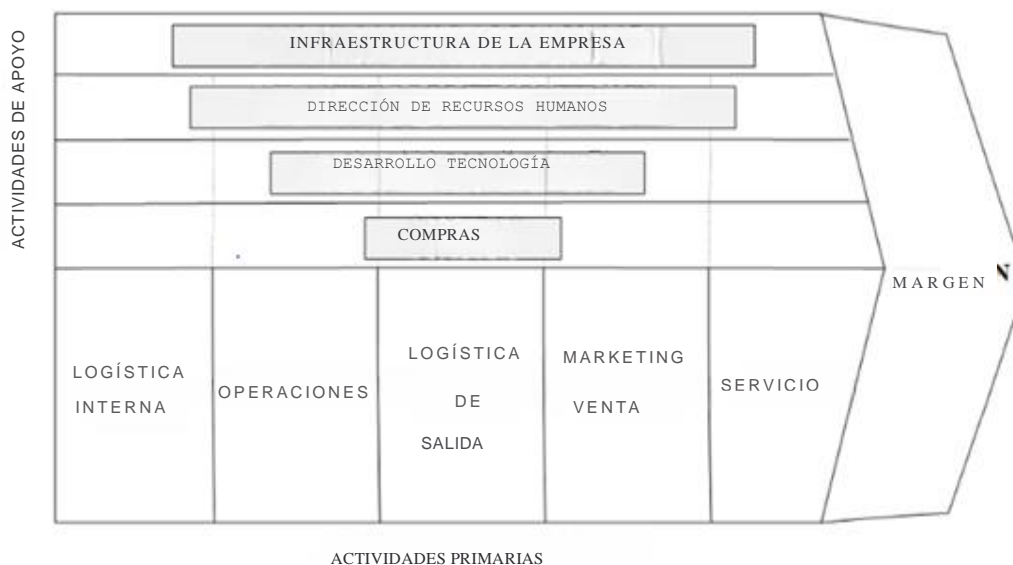 ACTIVIDADES DE APOYO
INFRAESTRUCTURA DE LA EMPRESA
DIRECCIÓN DE RECURSOS HUMANOS
DESARROLLO TECNOLOGÍA
COMPRAS
LOGÍSTICA
INTERNA
OPERACIONES
LOGÍSTICA
DE
SALIDA
MARKETING
VENTA
SERVICIO
MARGEN
N
ACTIVIDADES PRIMARIAS